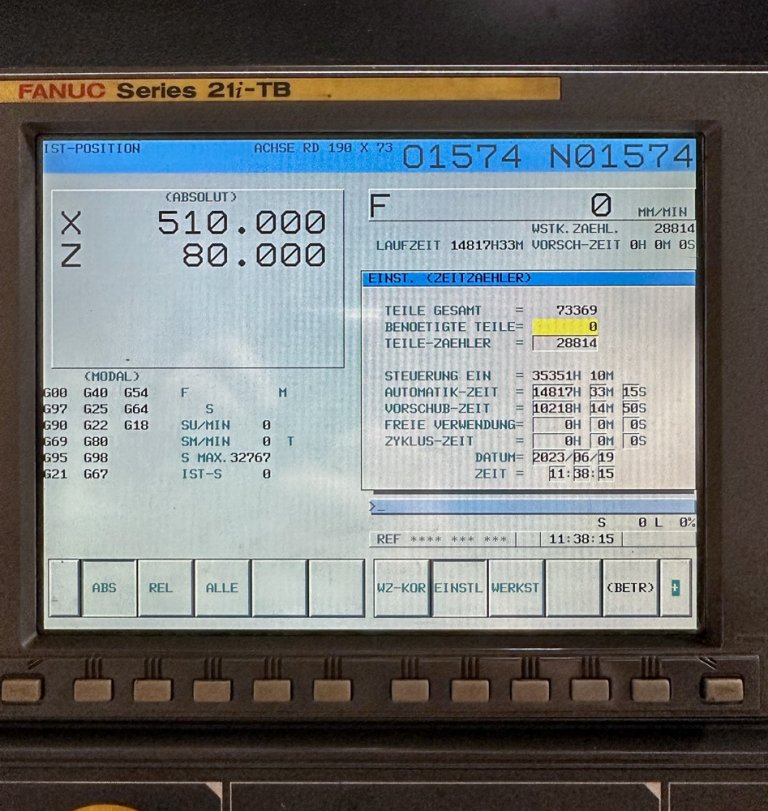 FANUC Series 21i-TB
IST-POSITION ACHSE RD 190 X 73 O1574 N01574
(ABSOLUT)
X 510.000
Z 80.000
F 0 MM/MIN
WSTK.ZAEHL. 28814
LAUFZEIT 14817H33M VORSCH-ZEIT 0H 0M 0S
EINST. (ZEITZAEHLER)
TEILE GESAMT = 73369
BENOETIGTE TEILE= 0
TEILE-ZAEHLER = 28814
STEUERUNG EIN = 35351H 10M
AUTOMATIK-ZEIT = 14817H 33M 15S
VORSCHUB-ZEIT = 10218H 14M 50S
FREIE VERWENDUNG= 0H 0M 0S
ZYKLUS-ZEIT = 0H 0M 0S
DATUM= 2023/06/19
ZEIT = 11:38:15
(MODAL)
G00 G40 G54 F M
G97 G25 G64 S
G90 G22 G18 SU/MIN 0
G69 G80 SM/MIN 0 T
G95 G98 S MAX. 32767
G21 G67 IST-S 0
>_
S 0 L 0%
REF **** *** *** 11:38:15
ABS REL ALLE WZ-KOR EINSTL WERKST (BETR) +